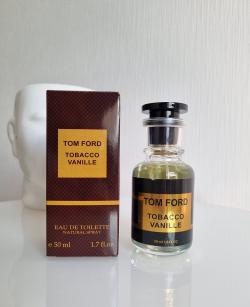 TOM FORD
TOBACCO
VANILLE
EAU DE TOILETTE
NATURAL SPRAY
e 50 ml
1.7 fl.oz
TOM FORD
TOBACCO
VANILLE